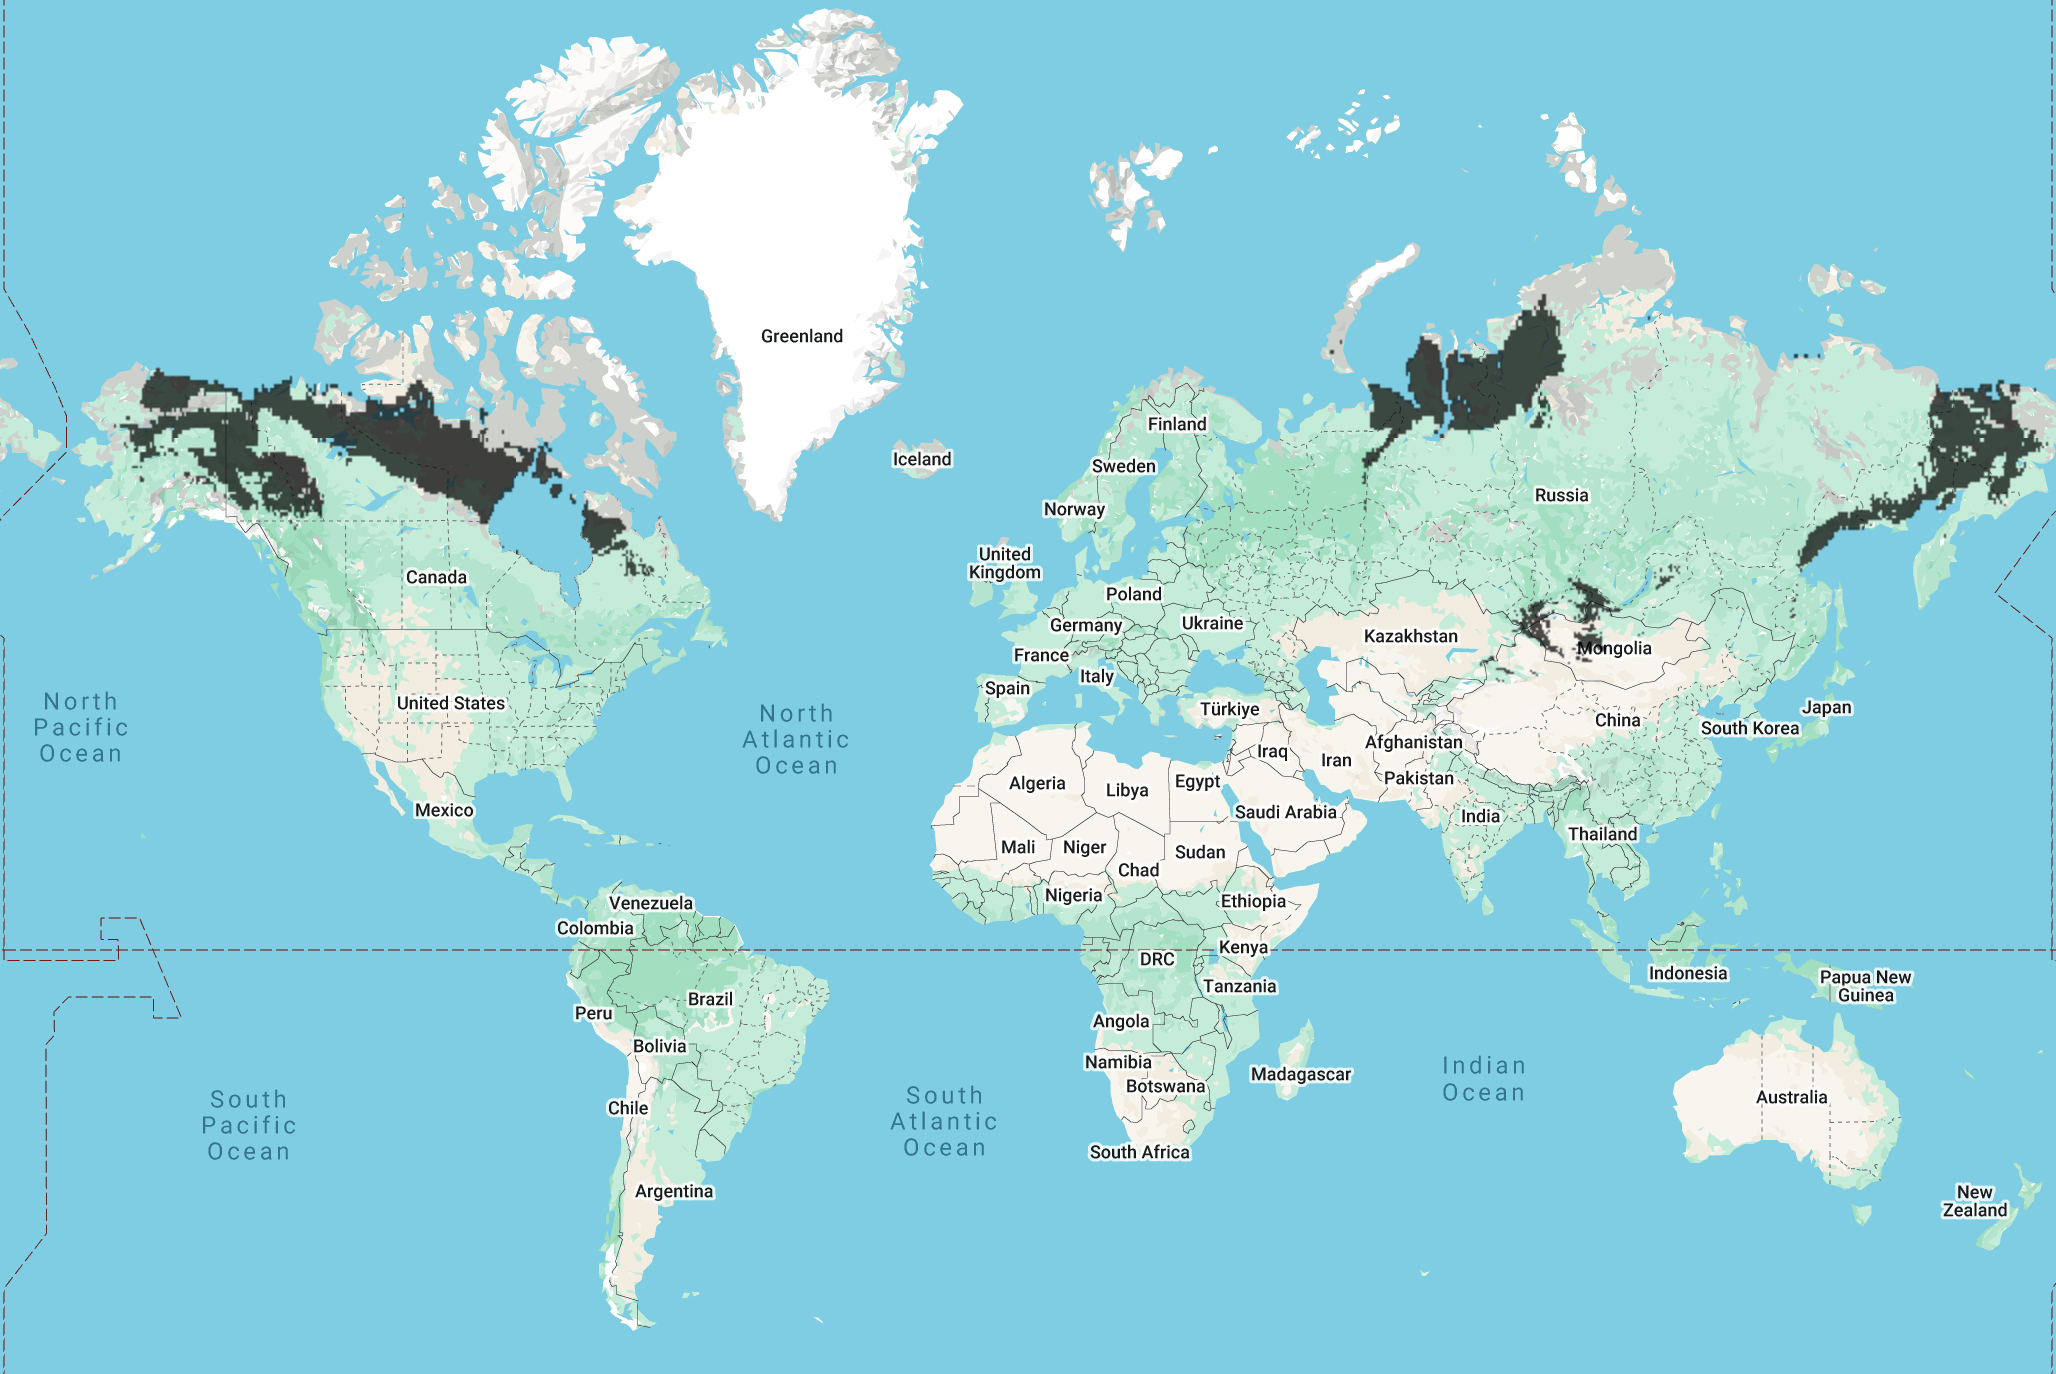 Greenland
Iceland
Finland
Sweden
Norway
Russia
United
Kingdom
Canada
Poland
Germany
Ukraine
Kazakhstan
Mongolia
France
Italy
Spain
United States
Türkiye
North
Pacific
Ocean
North
Atlantic
Ocean
China
Japan
South Korea
Iraq
Iran
Afghanistan
Pakistan
Algeria
Libya
Egypt
Saudi Arabia
India
Thailand
Mexico
Mali
Niger
Chad
Sudan
Nigeria
Ethiopia
Venezuela
Colombia
DRC
Kenya
Tanzania
Indonesia
Papua New
Guinea
Brazil
Peru
Bolivia
Angola
Namibia
Botswana
Madagascar
Indian
Ocean
Australia
South
Pacific
Ocean
Chile
South
Atlantic
Ocean
South Africa
Argentina
New
Zealand